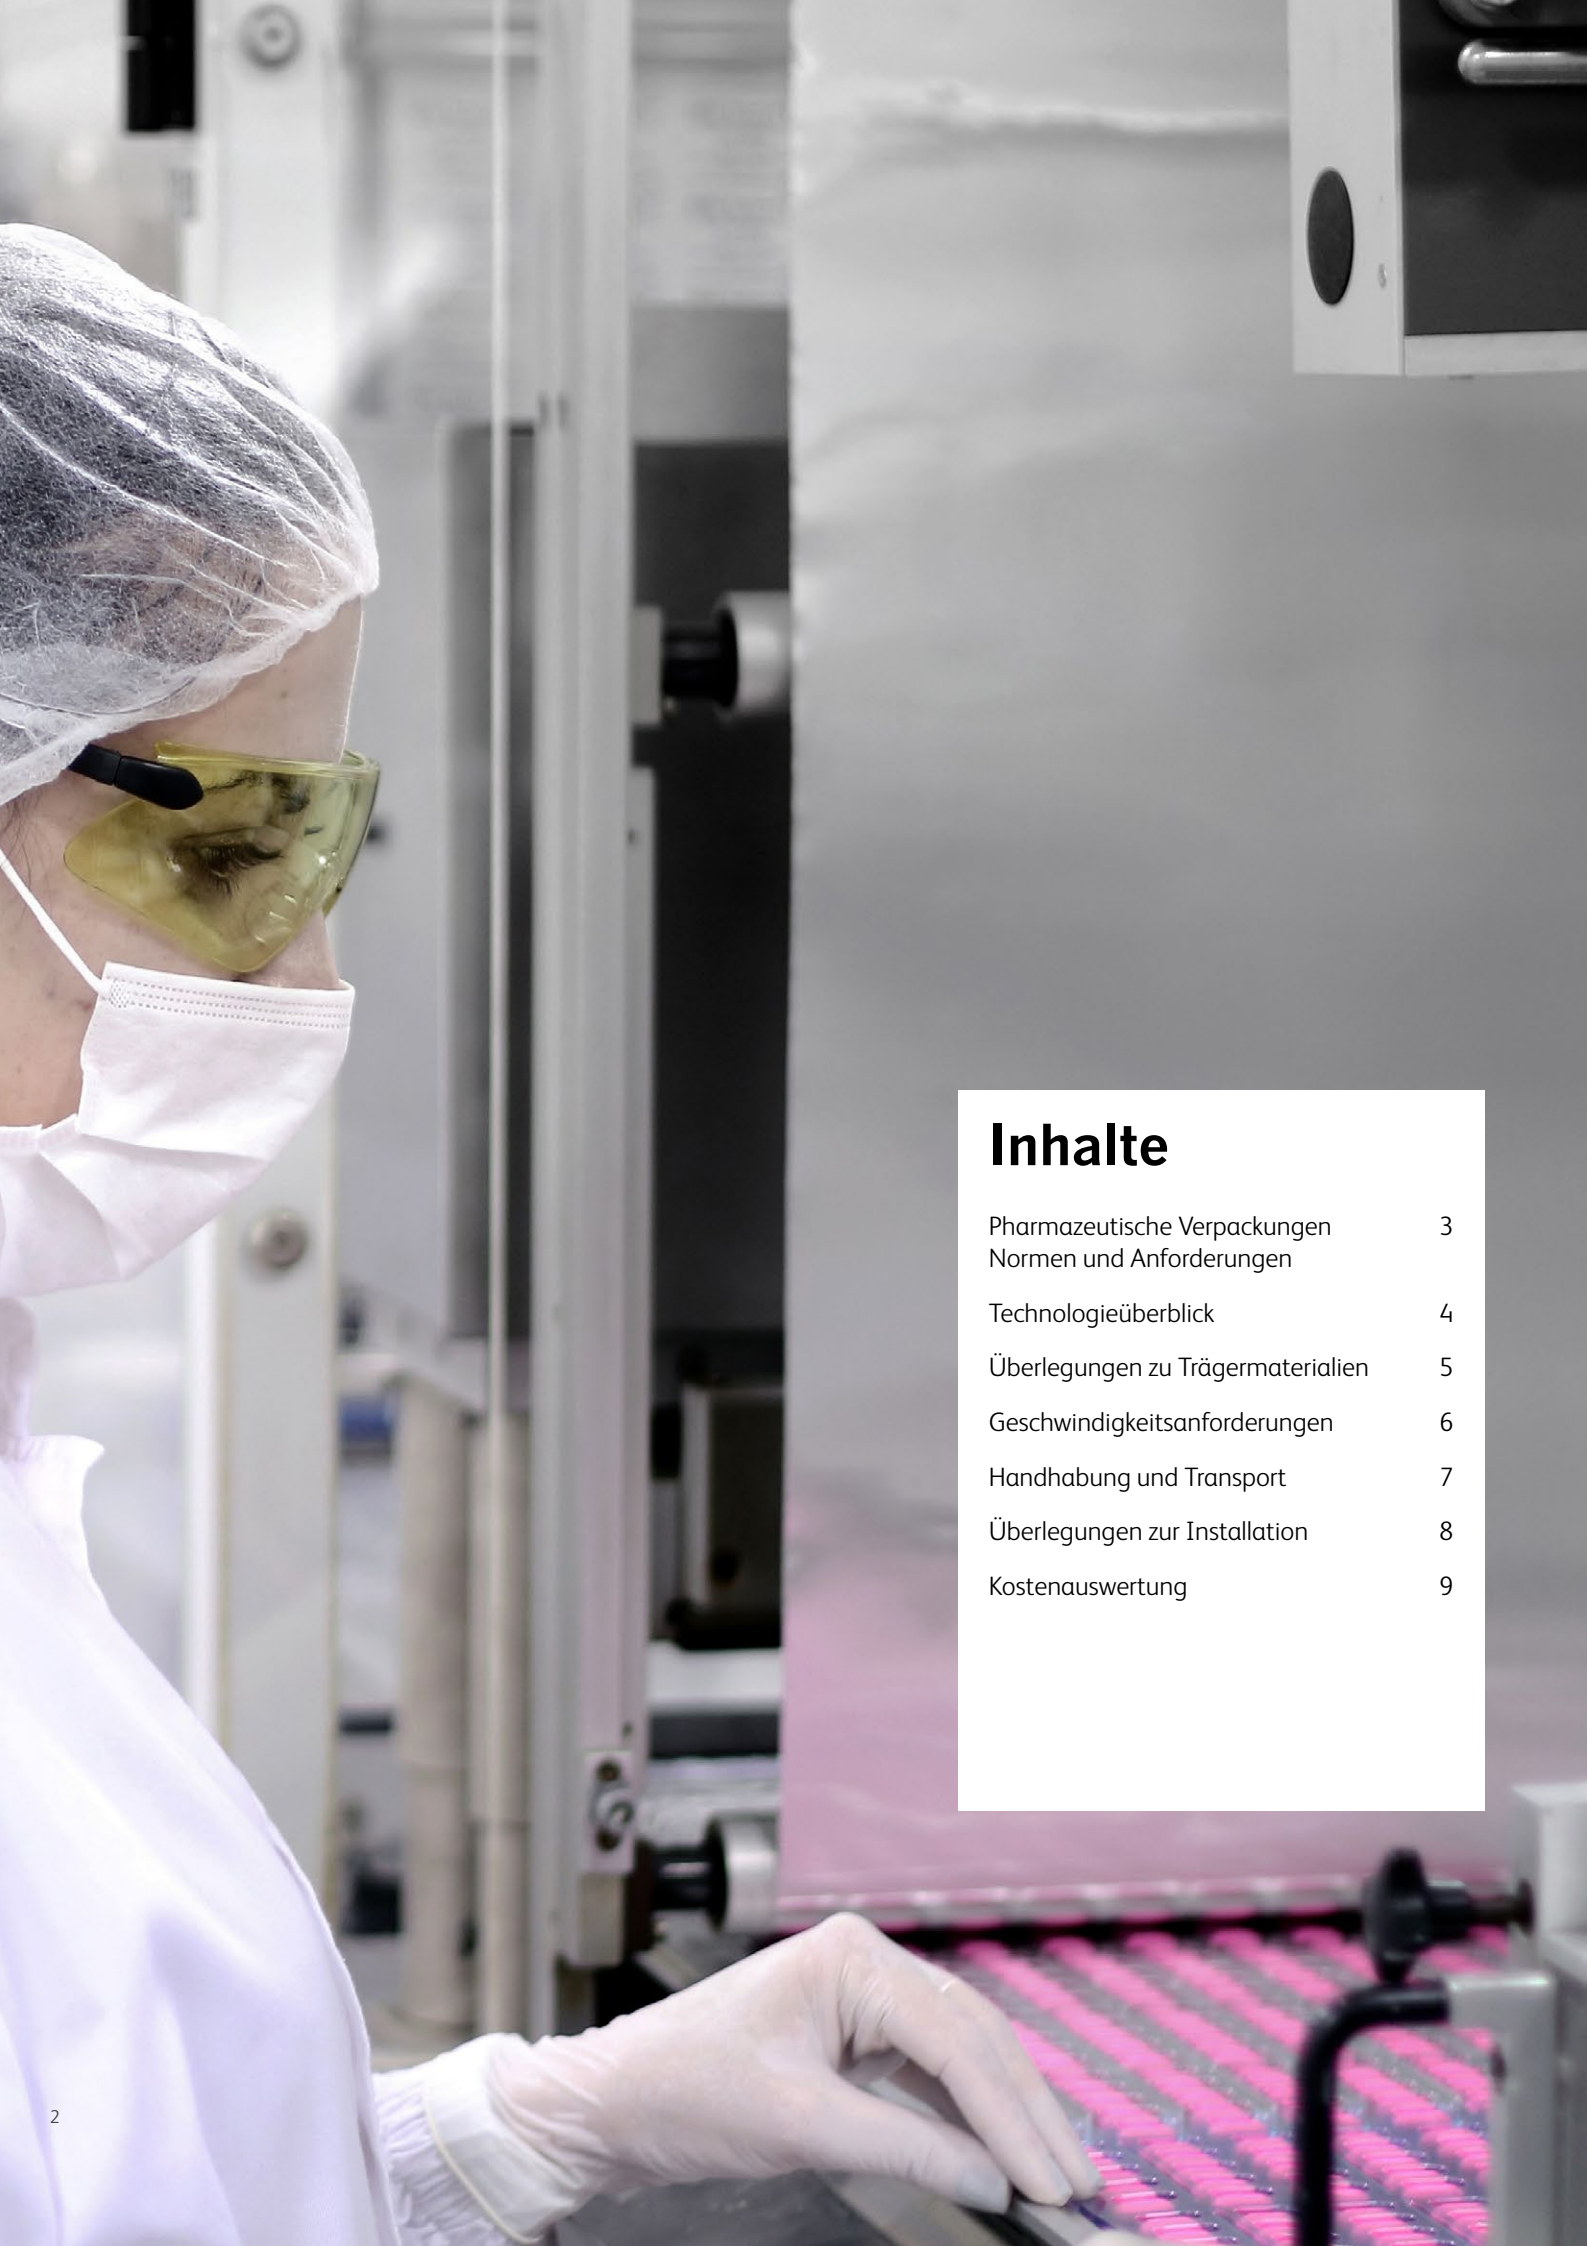 Inhalte
Pharmazeutische Verpackungen 3
Normen und Anforderungen
Technologieüberblick 4
Überlegungen zu Trägermaterialien 5
Geschwindigkeitsanforderungen 6
Handhabung und Transport 7
Überlegungen zur Installation 8
Kostenauswertung 9
2